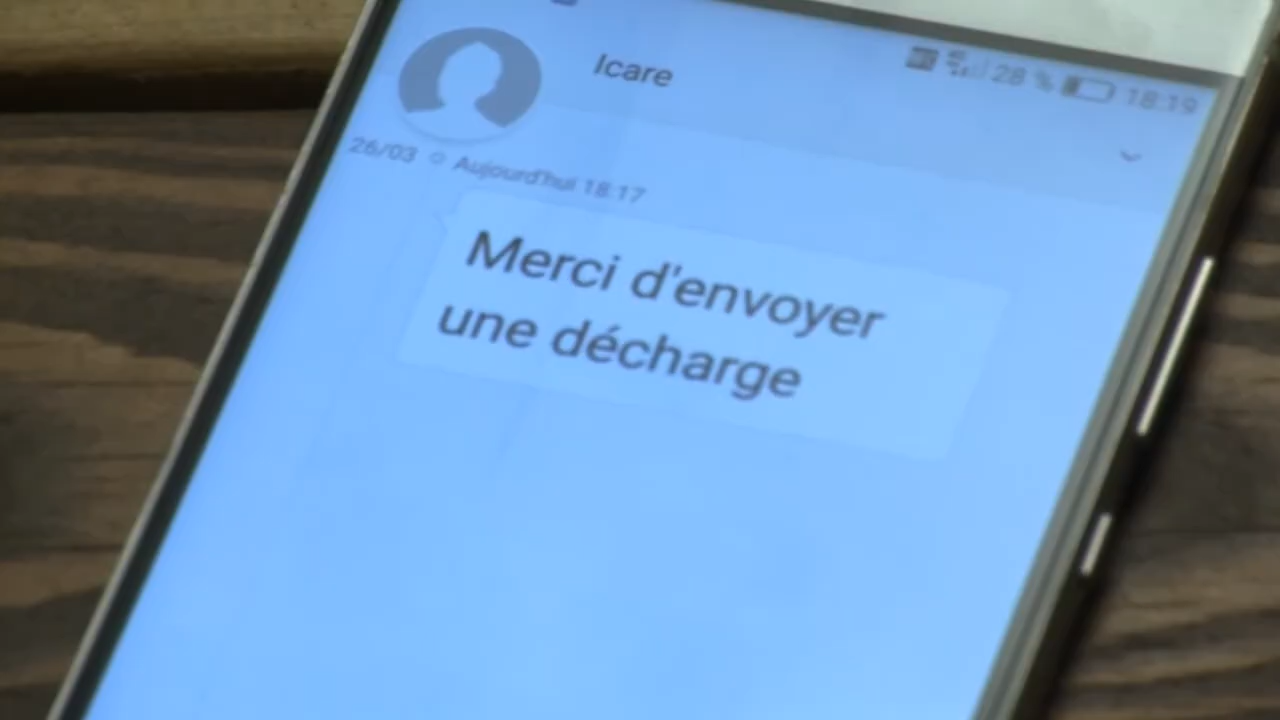 Icare
28 % 18:19
26/03 Aujourd'hui 18:17
Merci d'envoyer
une décharge